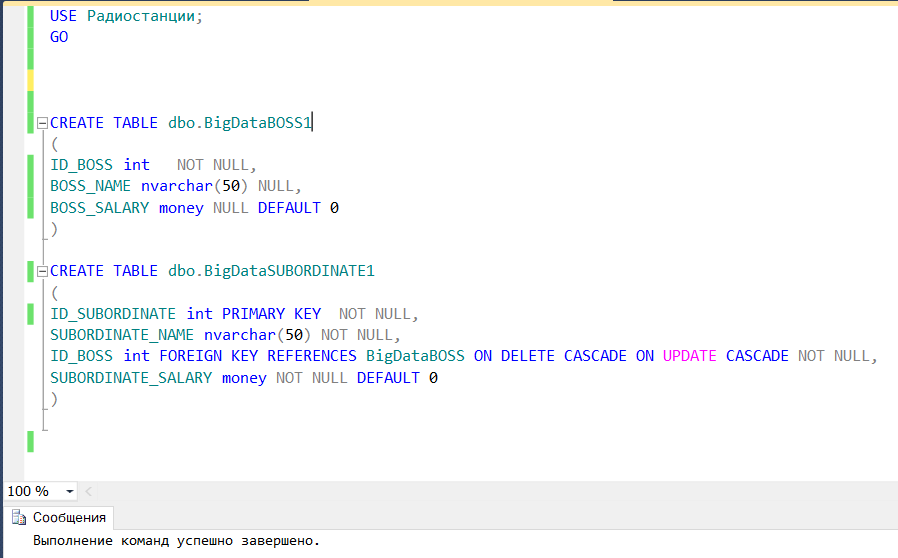 USE Радиостанции;
GO
CREATE TABLE dbo.BigDataBOSS1
(
ID_BOSS int   NOT NULL,
BOSS_NAME nvarchar(50) NULL,
BOSS_SALARY money NULL DEFAULT 0
)
CREATE TABLE dbo.BigDataSUBORDINATE1
(
ID_SUBORDINATE int PRIMARY KEY  NOT NULL,
SUBORDINATE_NAME nvarchar(50) NOT NULL,
ID_BOSS int FOREIGN KEY REFERENCES BigDataBOSS ON DELETE CASCADE ON UPDATE CASCADE NOT NULL,
SUBORDINATE_SALARY money NOT NULL DEFAULT 0
)
100 %
Сообщения
Выполнение команд успешно завершено.